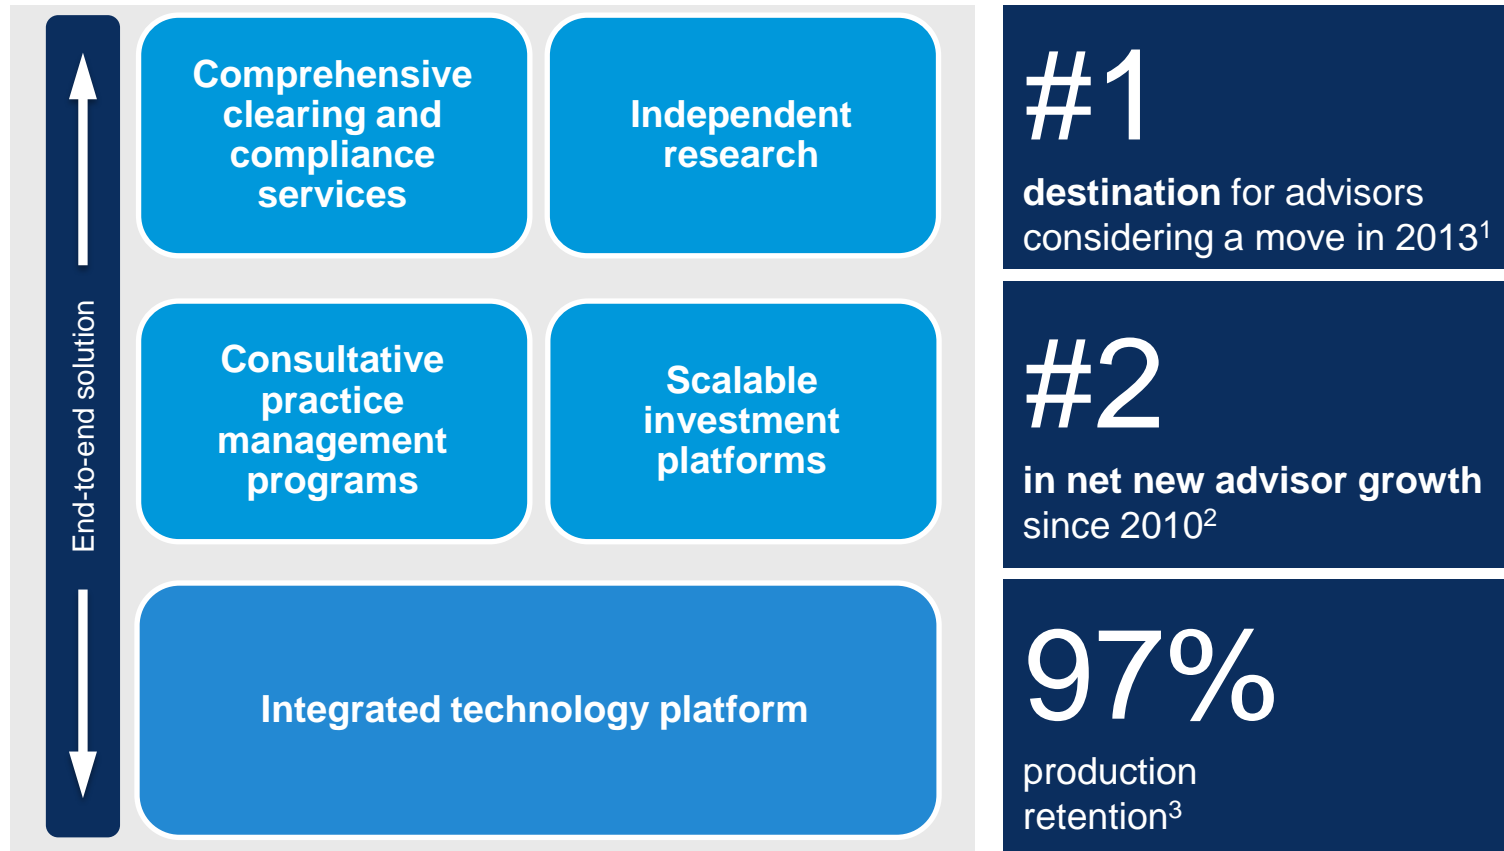 End-to-end solution
Comprehensive
clearing and
compliance
services
Independent
research
Consultative
practice
management
programs
Scalable
investment
platforms
Integrated technology platform
#1
destination for advisors
considering a move in 2013¹
#2
in net new advisor growth
since 2010²
97%
production
retention³